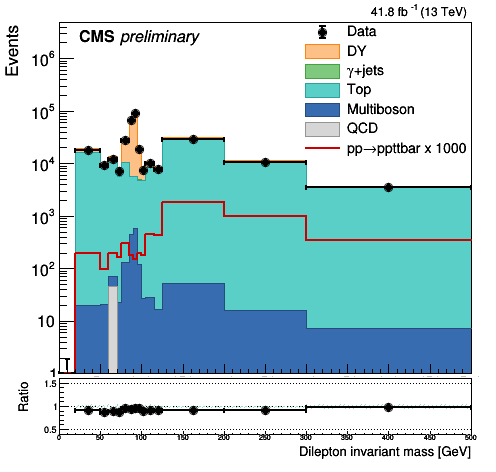 41.8 fb⁻¹ (13 TeV)
CMS preliminary
Data
DY
γ+jets
Top
Multiboson
QCD
pp→ppttbar x 1000
Events
10⁶
10⁵
10⁴
10³
10²
10
1
Ratio
1.5
1
0.5
0 50 100 150 200 250 300 350 400 450 500
Dilepton invariant mass [GeV]